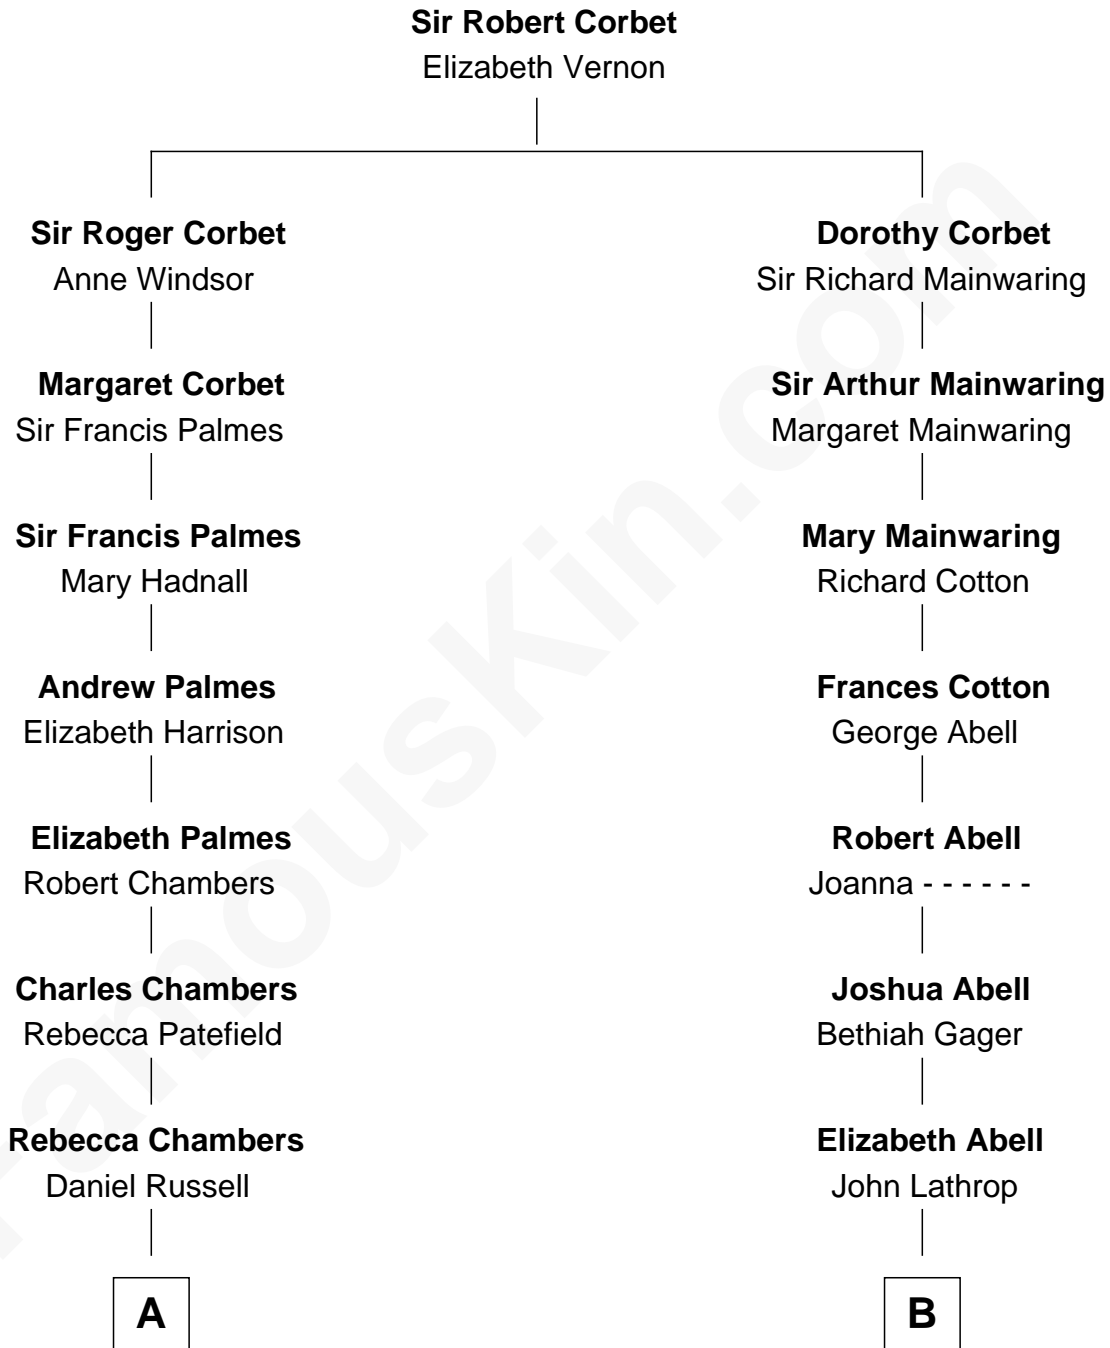 Sir Robert Corbet
Elizabeth Vernon
Sir Roger Corbet
Anne Windsor
Dorothy Corbet
Sir Richard Mainwaring
Margaret Corbet
Sir Francis Palmes
Sir Arthur Mainwaring
Margaret Mainwaring
Sir Francis Palmes
Mary Hadnall
Mary Mainwaring
Richard Cotton
Andrew Palmes
Elizabeth Harrison
Frances Cotton
George Abell
Elizabeth Palmes
Robert Chambers
Robert Abell
Joanna - - - - - -
Charles Chambers
Rebecca Patefield
Joshua Abell
Bethiah Gager
Rebecca Chambers
Daniel Russell
Elizabeth Abell
John Lathrop
A
B
FamousKin.com